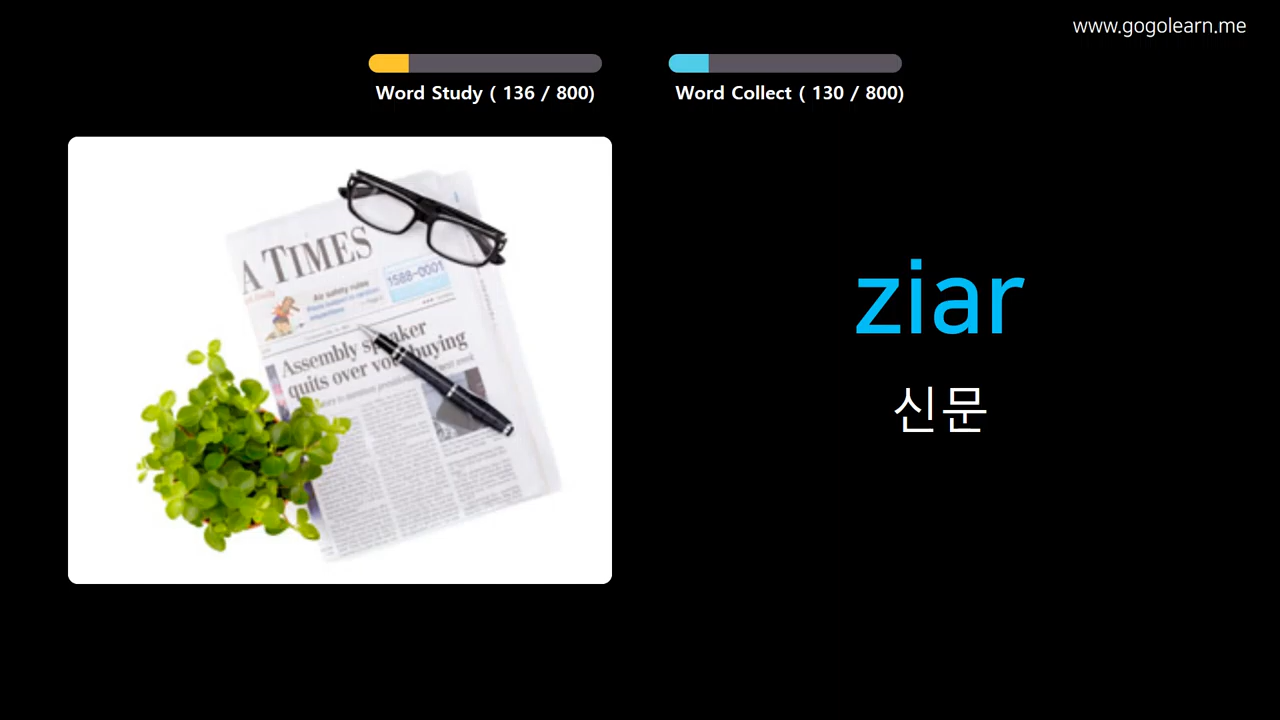 www.gogolearn.me
Word Study ( 136 / 800)
Word Collect ( 130 / 800)
A TIMES
Air safety rules
1588-0001
Assembly speaker
quits over vote-buying
ziar
신문